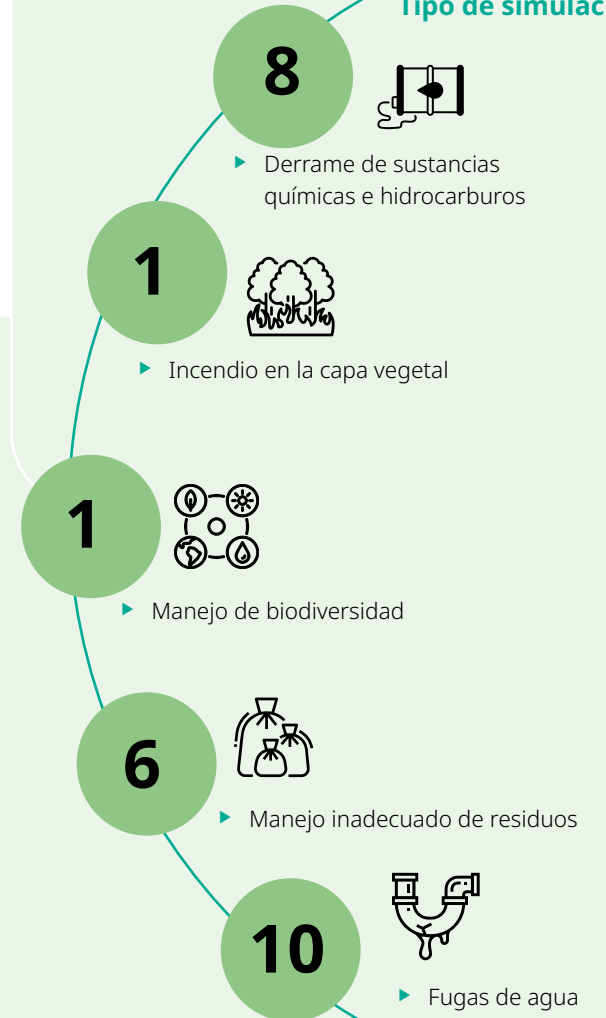 Tipo de simulac
8
Derrame de sustancias
químicas e hidrocarburos
1
Incendio en la capa vegetal
1
Manejo de biodiversidad
6
Manejo inadecuado de residuos
10
Fugas de agua